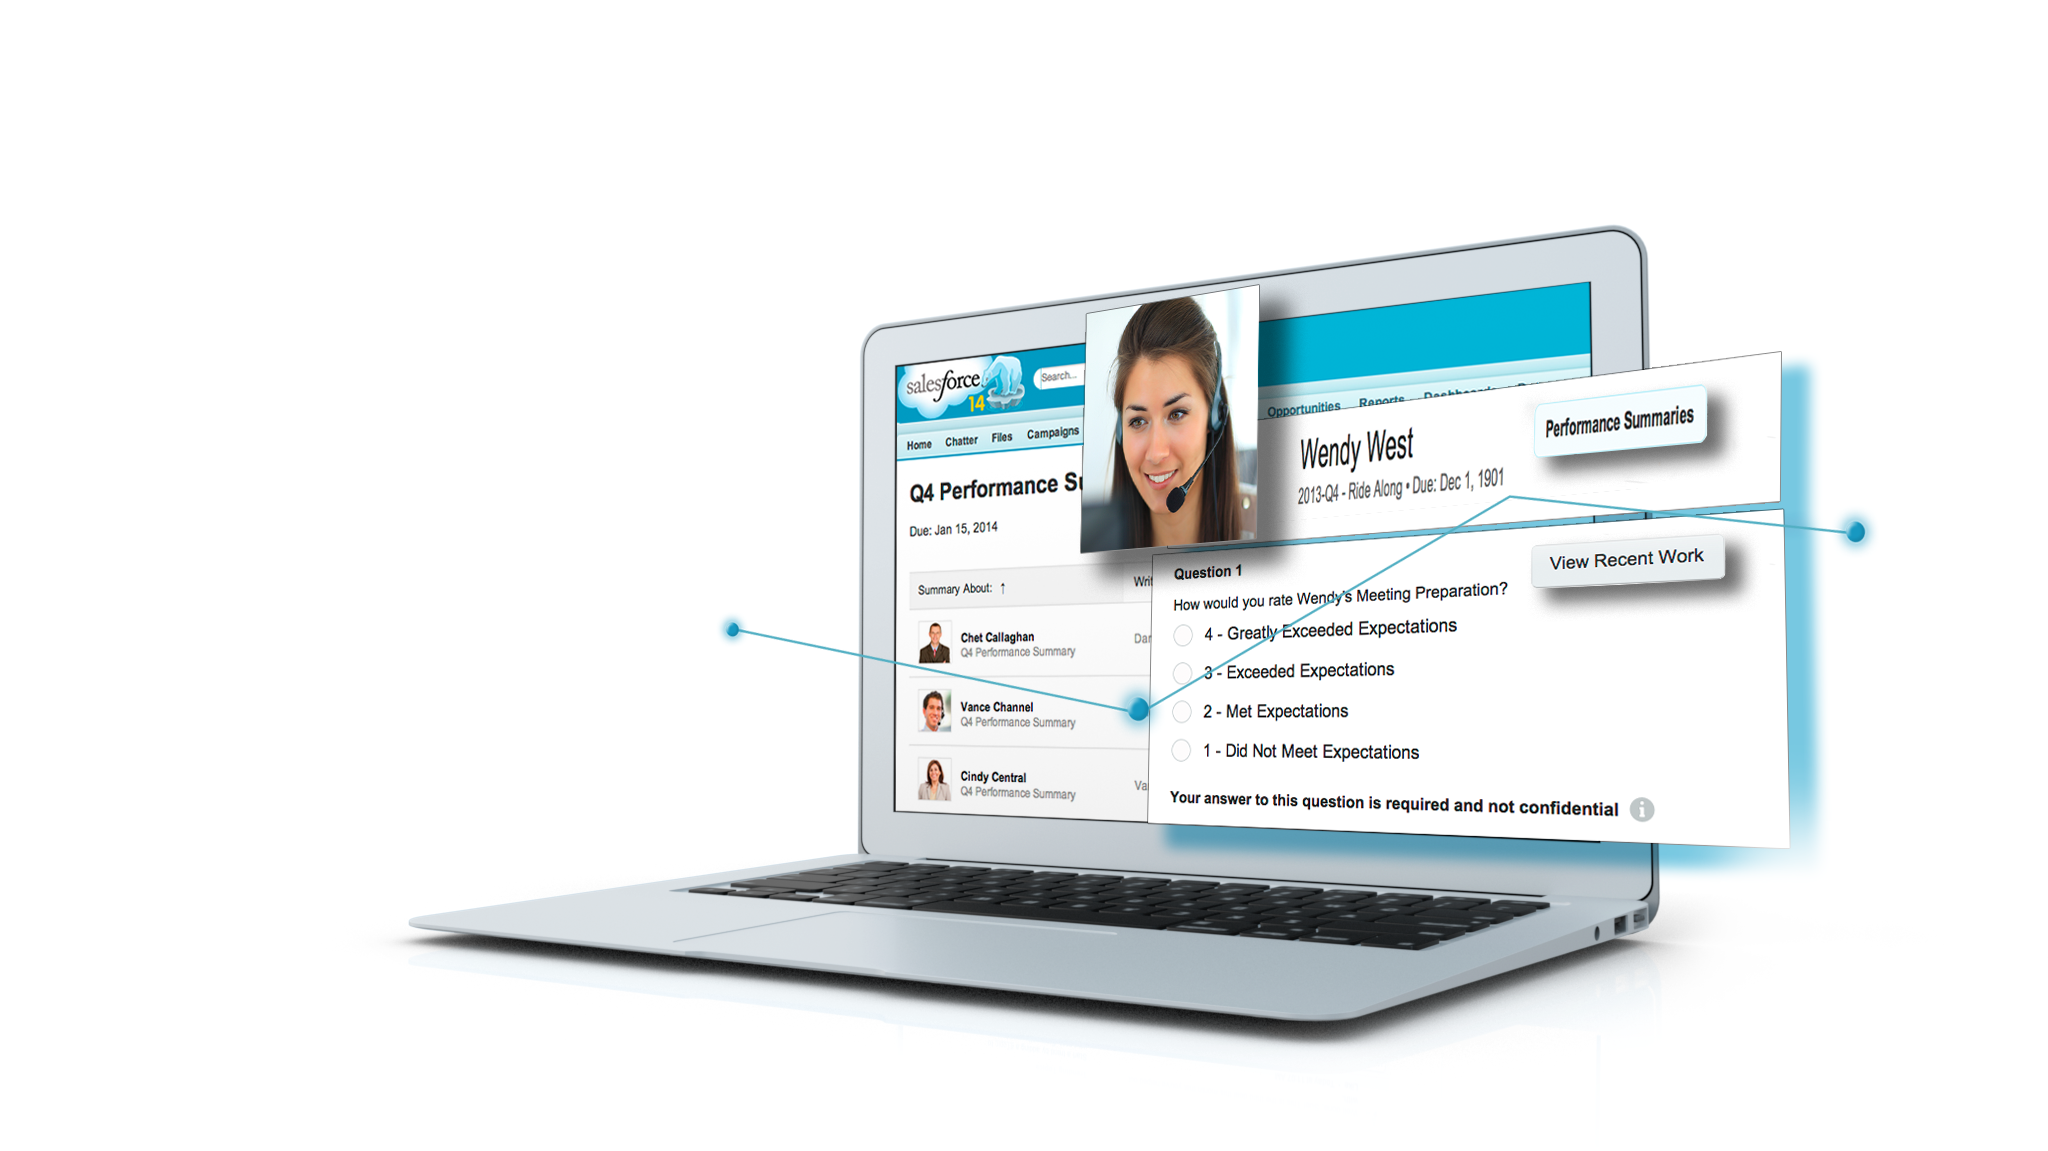 salesforce
14
Search...
Home Chatter Files Campaigns
Opportunities Reports Dashboards
Q4 Performance
Due: Jan 15, 2014
Summary About: ↑
Chet Callaghan
Q4 Performance Summary
Vance Channel
Q4 Performance Summary
Cindy Central
Q4 Performance Summary
Wendy West
2013-Q4 - Ride Along • Due: Dec 1, 1901
Performance Summaries
View Recent Work
Question 1
How would you rate Wendy's Meeting Preparation?
4 - Greatly Exceeded Expectations
3 - Exceeded Expectations
2 - Met Expectations
1 - Did Not Meet Expectations
Your answer to this question is required and not confidential